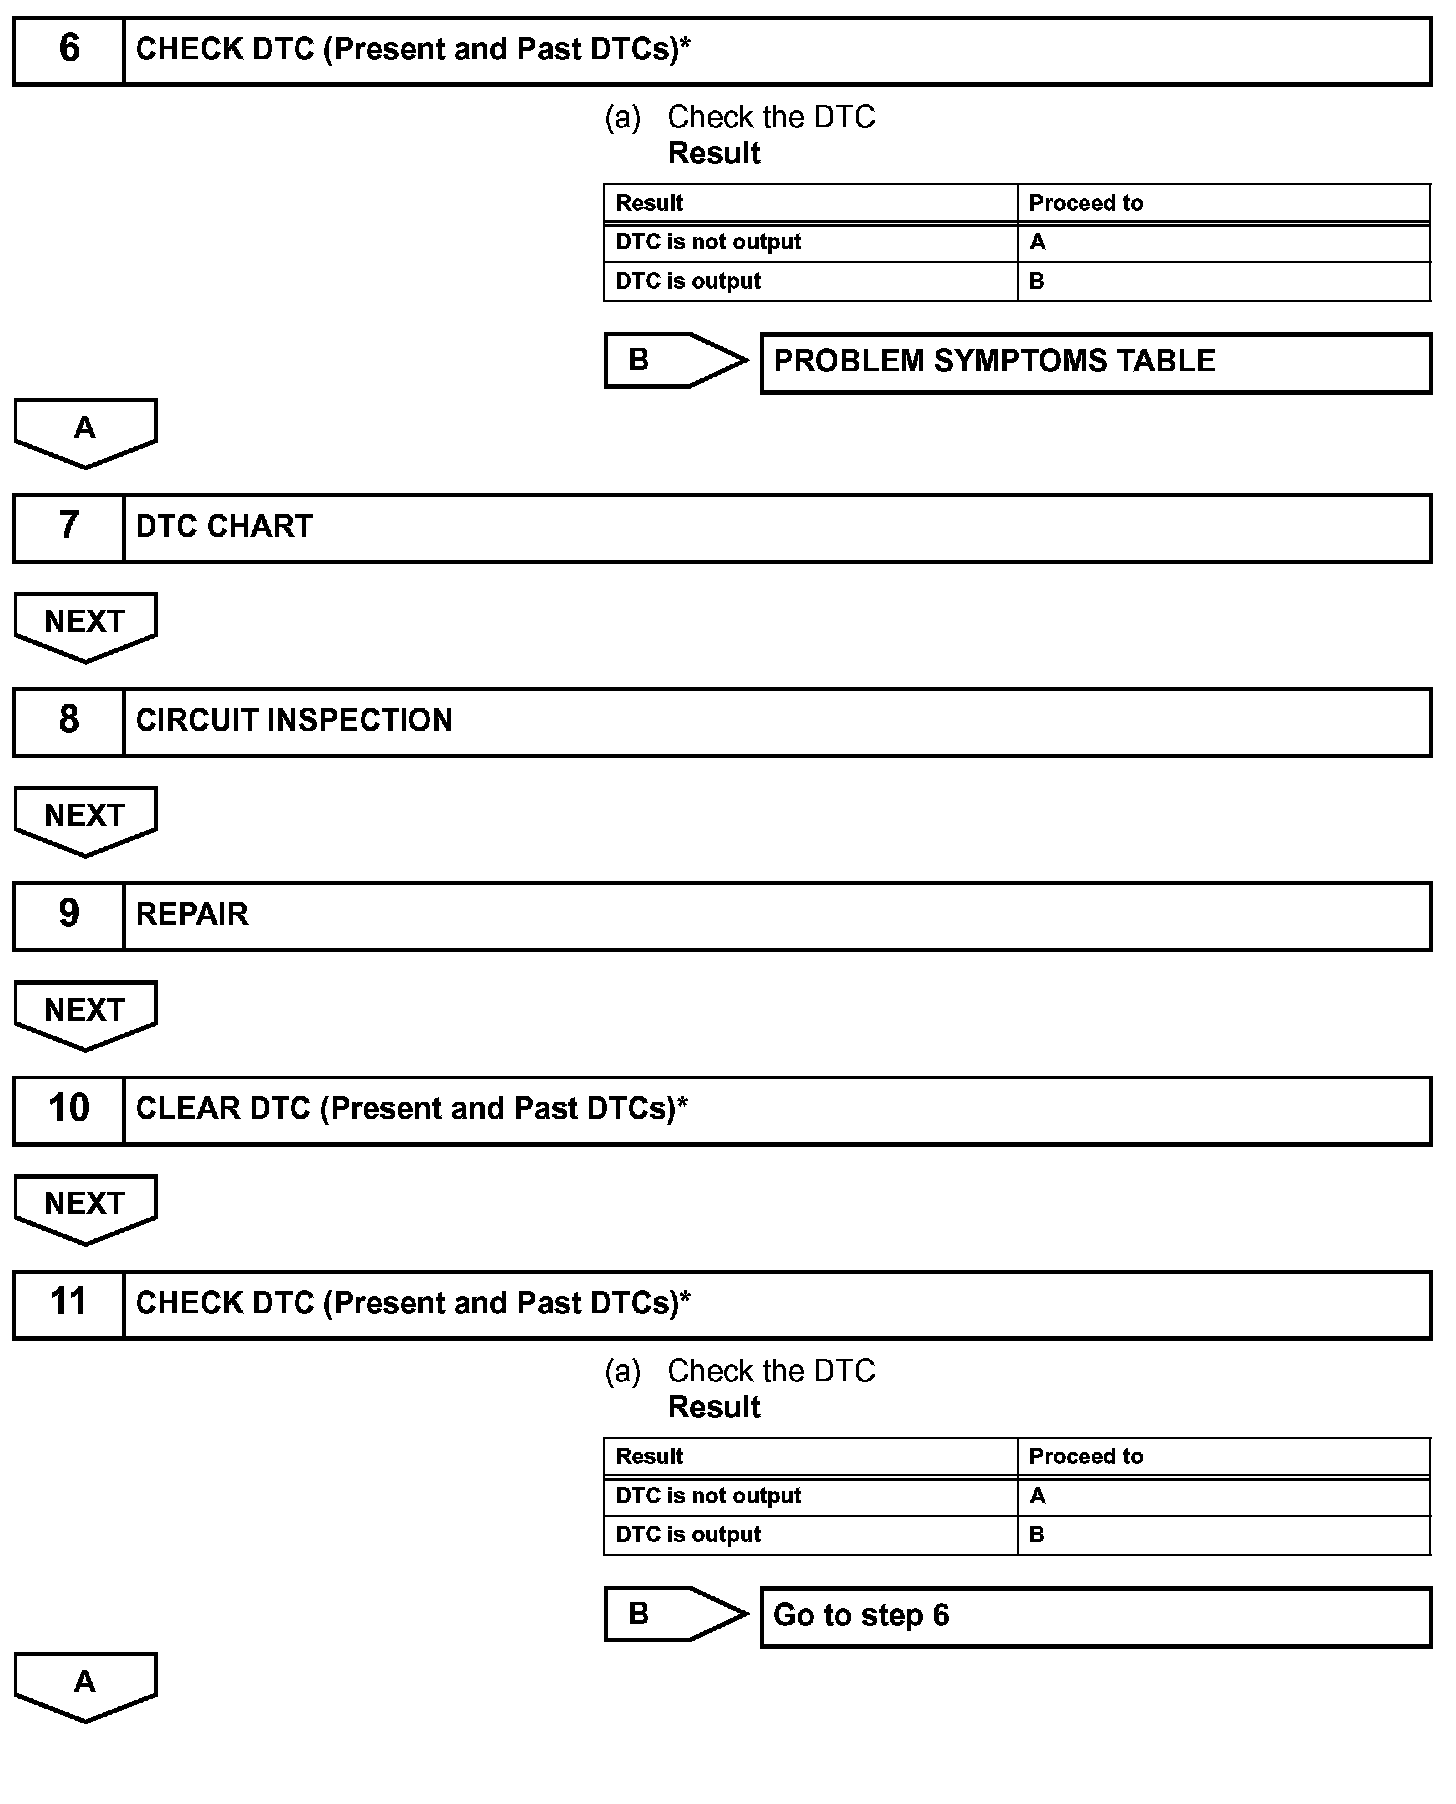 6 CHECK DTC (Present and Past DTCs)*
(a) Check the DTC
Result
Result Proceed to
DTC is not output A
DTC is output B
B PROBLEM SYMPTOMS TABLE
A
7 DTC CHART
NEXT
8 CIRCUIT INSPECTION
NEXT
9 REPAIR
NEXT
10 CLEAR DTC (Present and Past DTCs)*
NEXT
11 CHECK DTC (Present and Past DTCs)*
(a) Check the DTC
Result
Result Proceed to
DTC is not output A
DTC is output B
B Go to step 6
A